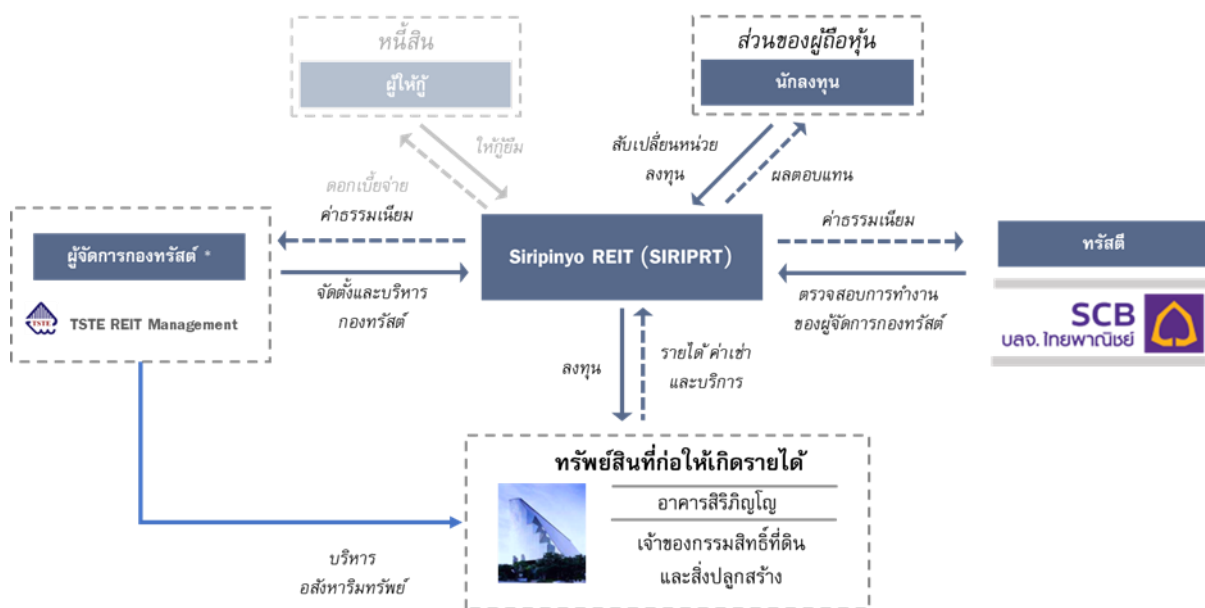 หนี้สิน
ผู้ให้กู้
ส่วนของผู้ถือหุ้น
นักลงทุน
ให้กู้ยืม
ดอกเบี้ยจ่าย
สับเปลี่ยนหน่วย
ลงทุน
ผลตอบแทน
ค่าธรรมเนียม
ผู้จัดการกองทรัสต์ *
TSTE
TSTE REIT Management
จัดตั้งและบริหาร
กองทรัสต์
Siripinyo REIT (SIRIPRT)
ค่าธรรมเนียม
ทรัสตี
ตรวจสอบการทำงาน
ของผู้จัดการกองทรัสต์
SCB
บลจ. ไทยพาณิชย์
ลงทุน
รายได้ ค่าเช่า
และบริการ
ทรัพย์สินที่ก่อให้เกิดรายได้
อาคารสิริภิญโญ
เจ้าของกรรมสิทธิ์ที่ดิน
และสิ่งปลูกสร้าง
บริหาร
อสังหาริมทรัพย์